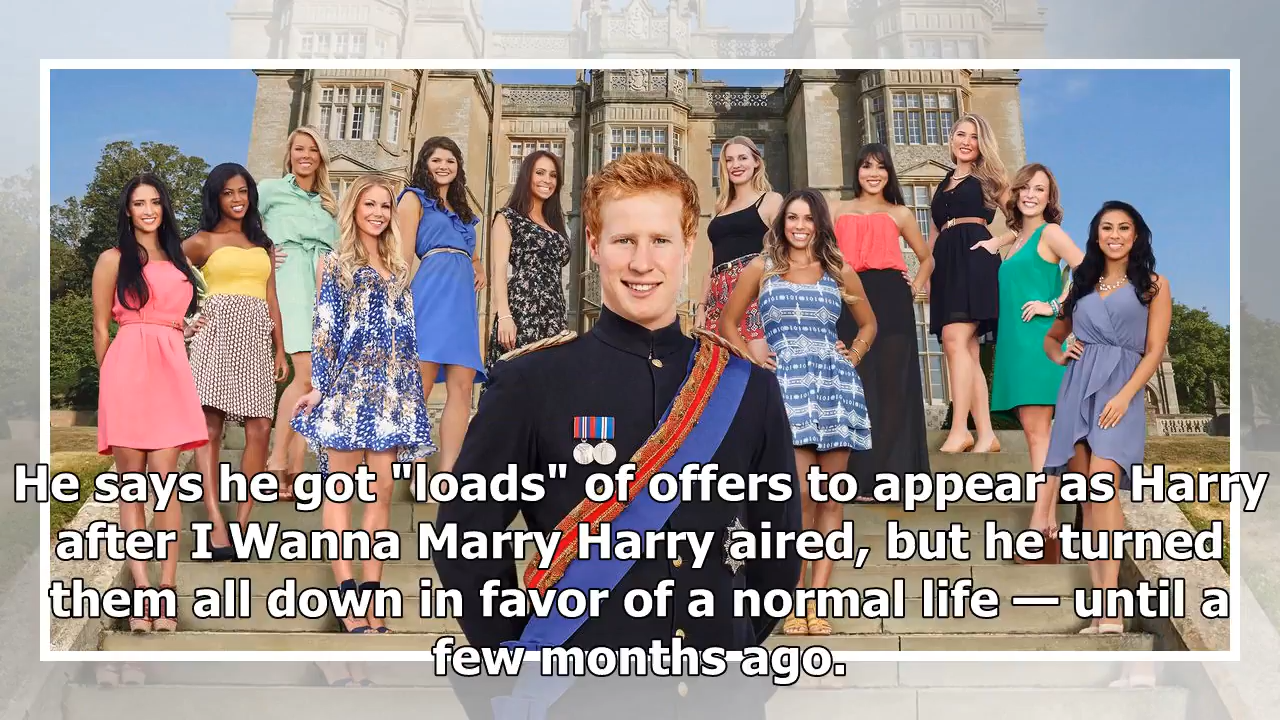 He says he got "loads" of offers to appear as Harry
after I Wanna Marry Harry aired, but he turned
them all down in favor of a normal life — until a
few months ago.